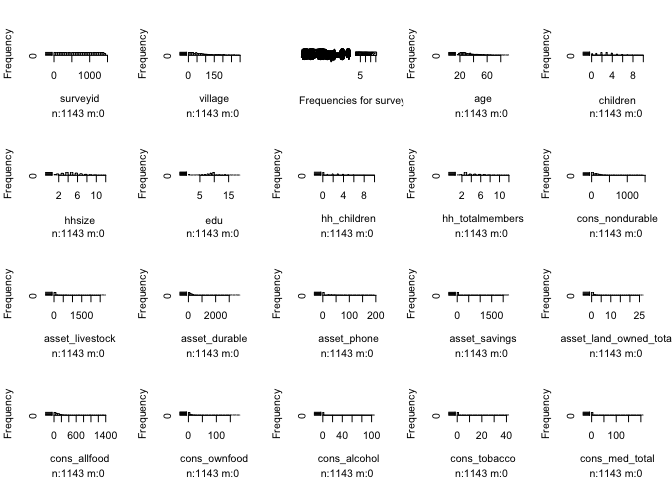 Frequency Frequency Frequency Frequency
0 0 0 0
0 1000 0 150 5 20 60 0 4 8
surveyid village Frequencies for survey age children
n:1143 m:0 n:1143 m:0 n:1143 m:0 n:1143 m:0
Frequency Frequency Frequency Frequency Frequency
0 0 0 0 0
2 6 10 5 15 0 4 8 2 6 10 0 1000
hhsize edu hh_children hh_totalmembers cons_nondurable
n:1143 m:0 n:1143 m:0 n:1143 m:0 n:1143 m:0 n:1143 m:0
Frequency Frequency Frequency Frequency Frequency
0 0 0 0 0
0 1500 0 2000 0 100 200 0 1500 0 10 25
asset_livestock asset_durable asset_phone asset_savings asset_land_owned_tota
n:1143 m:0 n:1143 m:0 n:1143 m:0 n:1143 m:0 n:1143 m:0
Frequency Frequency Frequency Frequency Frequency
0 0 0 0 0
0 600 1400 0 100 0 40 100 0 20 40 0 100
cons_allfood cons_ownfood cons_alcohol cons_tobacco cons_med_total
n:1143 m:0 n:1143 m:0 n:1143 m:0 n:1143 m:0 n:1143 m:0